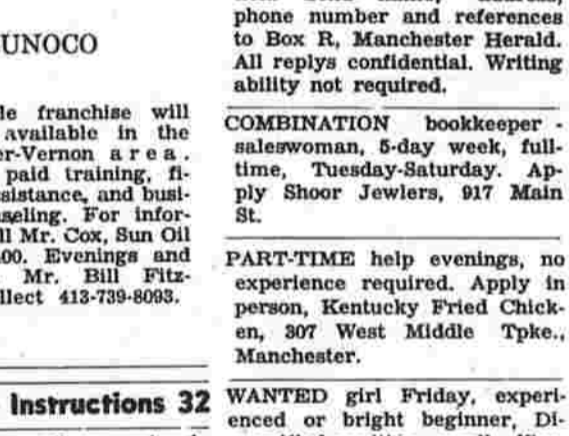 UNOCO
franchise will
available in the
er-Vernon area.
paid training, fi-
sistance, and busi-
seling. For infor-
ll Mr. Cox, Sun Oil
00. Evenings and
Mr. Bill Fitz-
llect 413-739-8093.
Instructions 32
phone number and references
to Box R, Manchester Herald.
All replys confidential. Writing
ability not required.
COMBINATION bookkeeper -
saleswoman, 5-day week, full-
time, Tuesday-Saturday. Ap-
ply Shoor Jewlers, 917 Main
St.
PART-TIME help evenings, no
experience required. Apply in
person, Kentucky Fried Chick-
en, 307 West Middle Tpke.,
Manchester.
WANTED girl Friday, experi-
enced or bright beginner, Di-